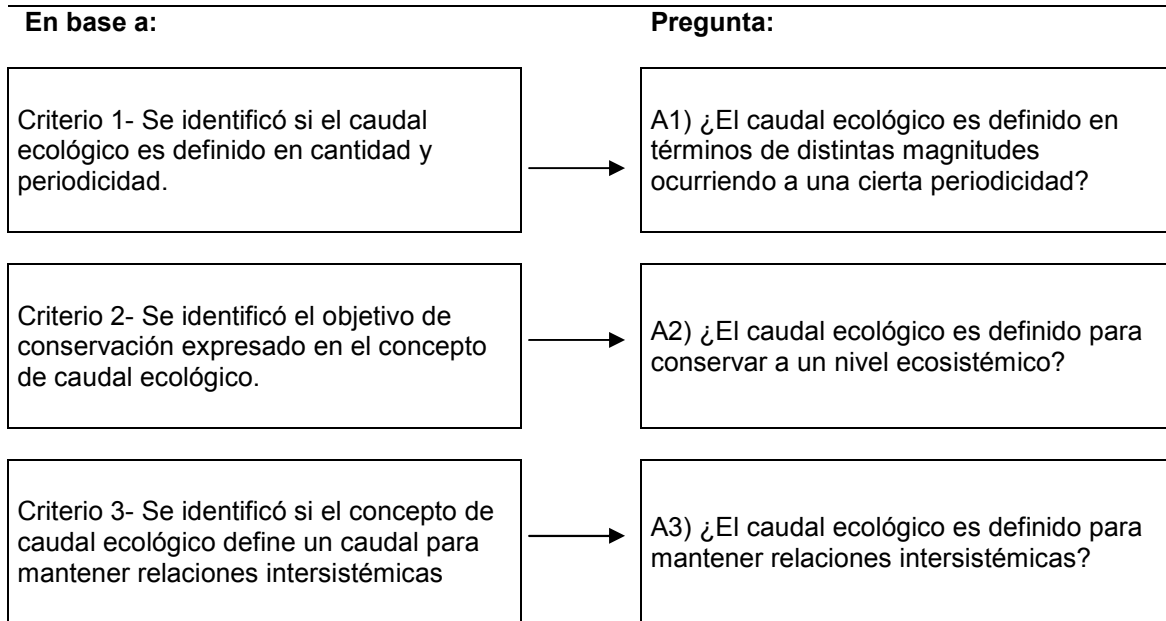 En base a:
Pregunta:
Criterio 1- Se identificó si el caudal
ecológico es definido en cantidad y
periodicidad.
A1) ¿El caudal ecológico es definido en
términos de distintas magnitudes
ocurriendo a una cierta periodicidad?
Criterio 2- Se identificó el objetivo de
conservación expresado en el concepto
de caudal ecológico.
A2) ¿El caudal ecológico es definido para
conservar a un nivel ecosistémico?
Criterio 3- Se identificó si el concepto de
caudal ecológico define un caudal para
mantener relaciones intersistémicas
A3) ¿El caudal ecológico es definido para
mantener relaciones intersistémicas?